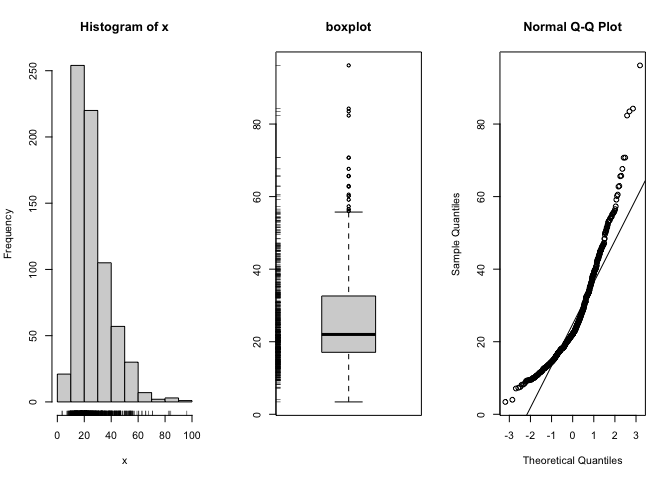 Histogram of x
boxplot
Normal Q-Q Plot
Frequency
0
50
100
150
200
250
0 20 40 60 80 100
x
0
20
40
60
80
Sample Quantiles
0
20
40
60
80
-3 -2 -1 0 1 2 3
Theoretical Quantiles